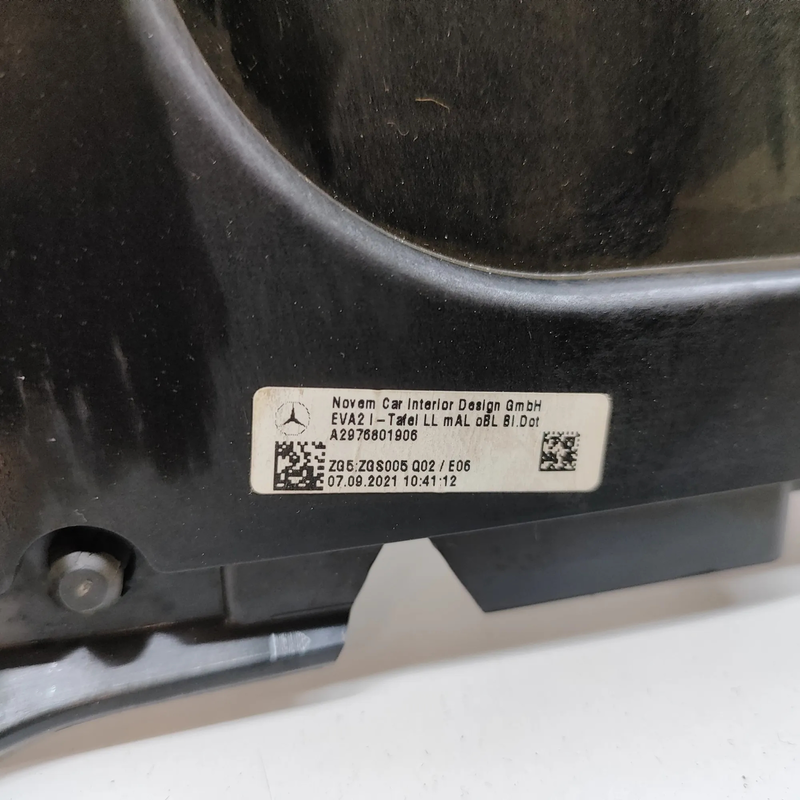 Novem Car Interior Design GmbH
EVA2 I-Tafel LL mAL oBL Bl.Dot
A2976801906
ZG5:ZGS005 Q02 / E06
07.09.2021 10:41:12